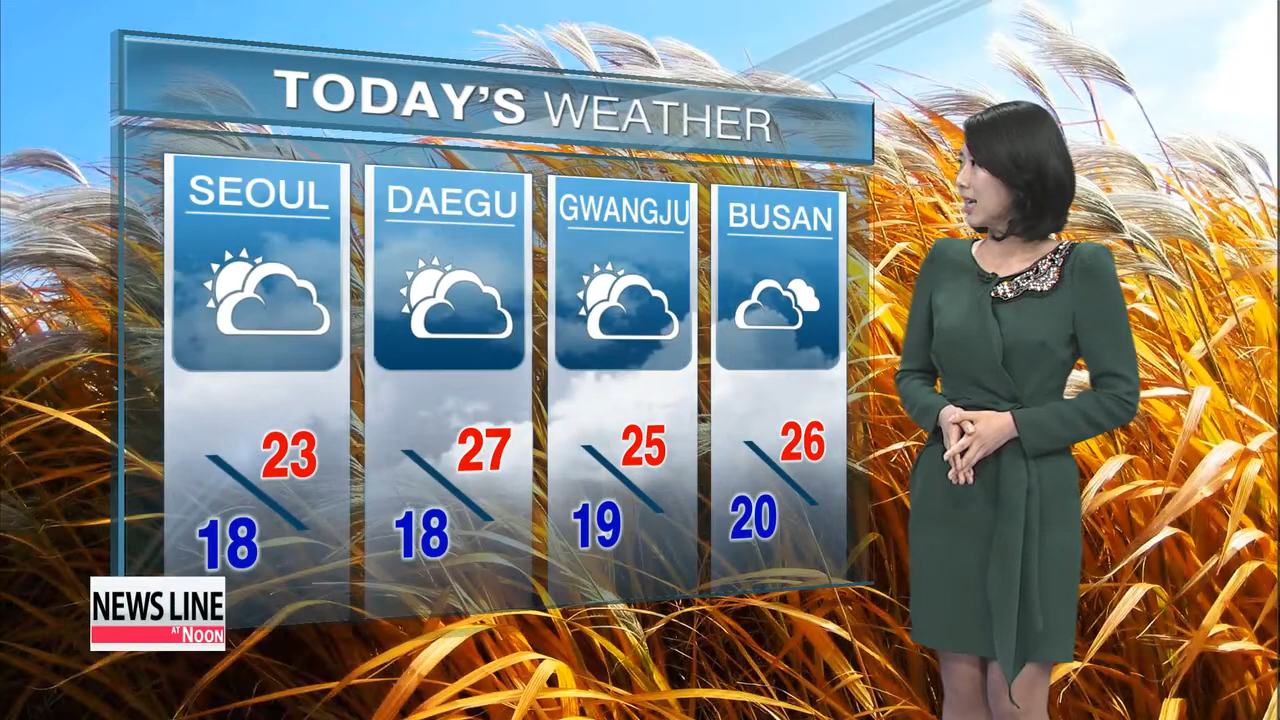 TODAY'S WEATHER
SEOUL
23
18
DAEGU
27
18
GWANGJU
25
19
BUSAN
26
20
NEWS LINE
AT NOON